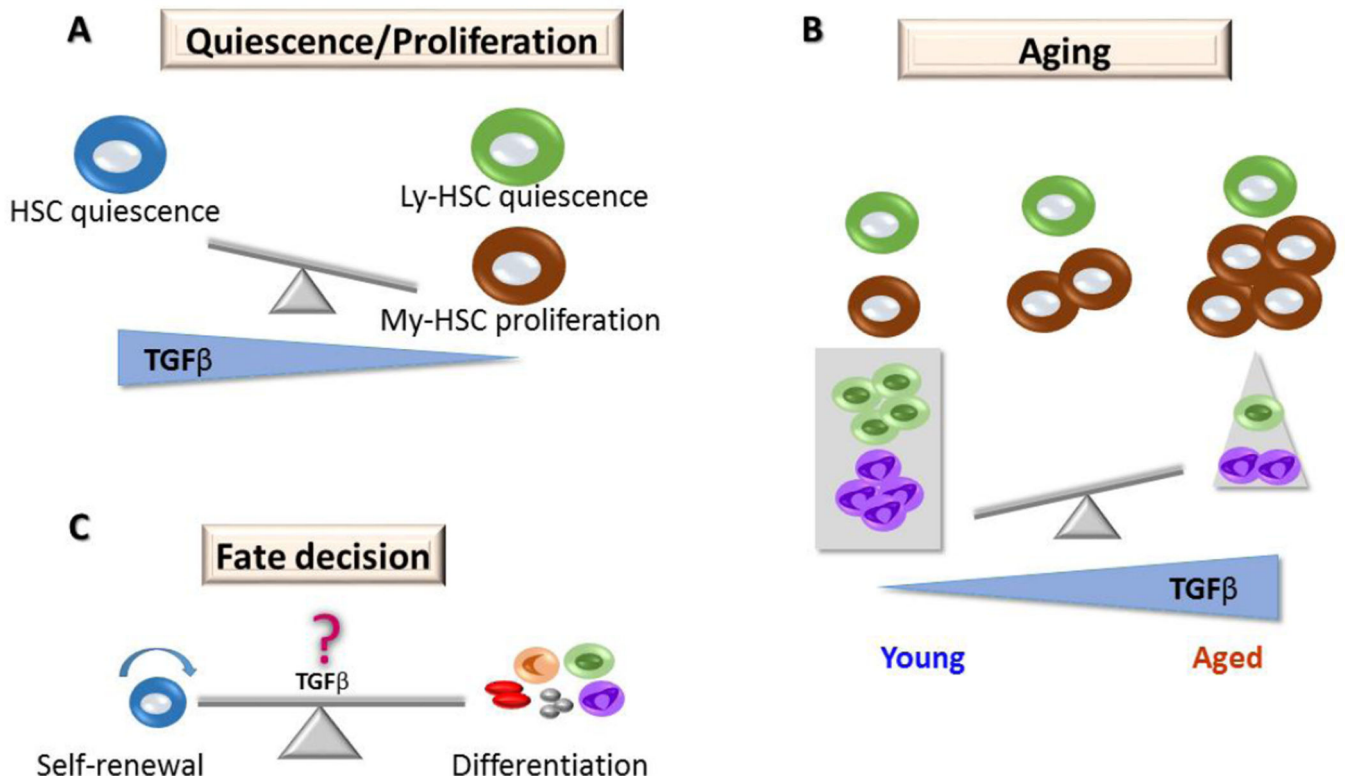 A
Quiescence/Proliferation
HSC quiescence
Ly-HSC quiescence
My-HSC proliferation
TGFβ
B
Aging
TGFβ
Young
Aged
C
Fate decision
?
TGFβ
Self-renewal
Differentiation